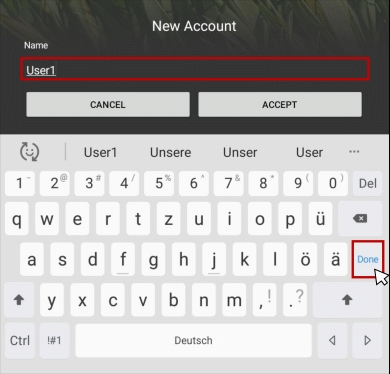 New Account
Name
User1
CANCEL ACCEPT
User1 Unsere Unser User ...
1 - 2 @ 3 # 4 / 5 % 6 ^ 7 & 8 * 9 ( 0 ) Del
q w e r t z u i o p ü
a s d f g h j k l ö ä Done
y x c v b n m , ! . ?
Ctrl !#1 Deutsch